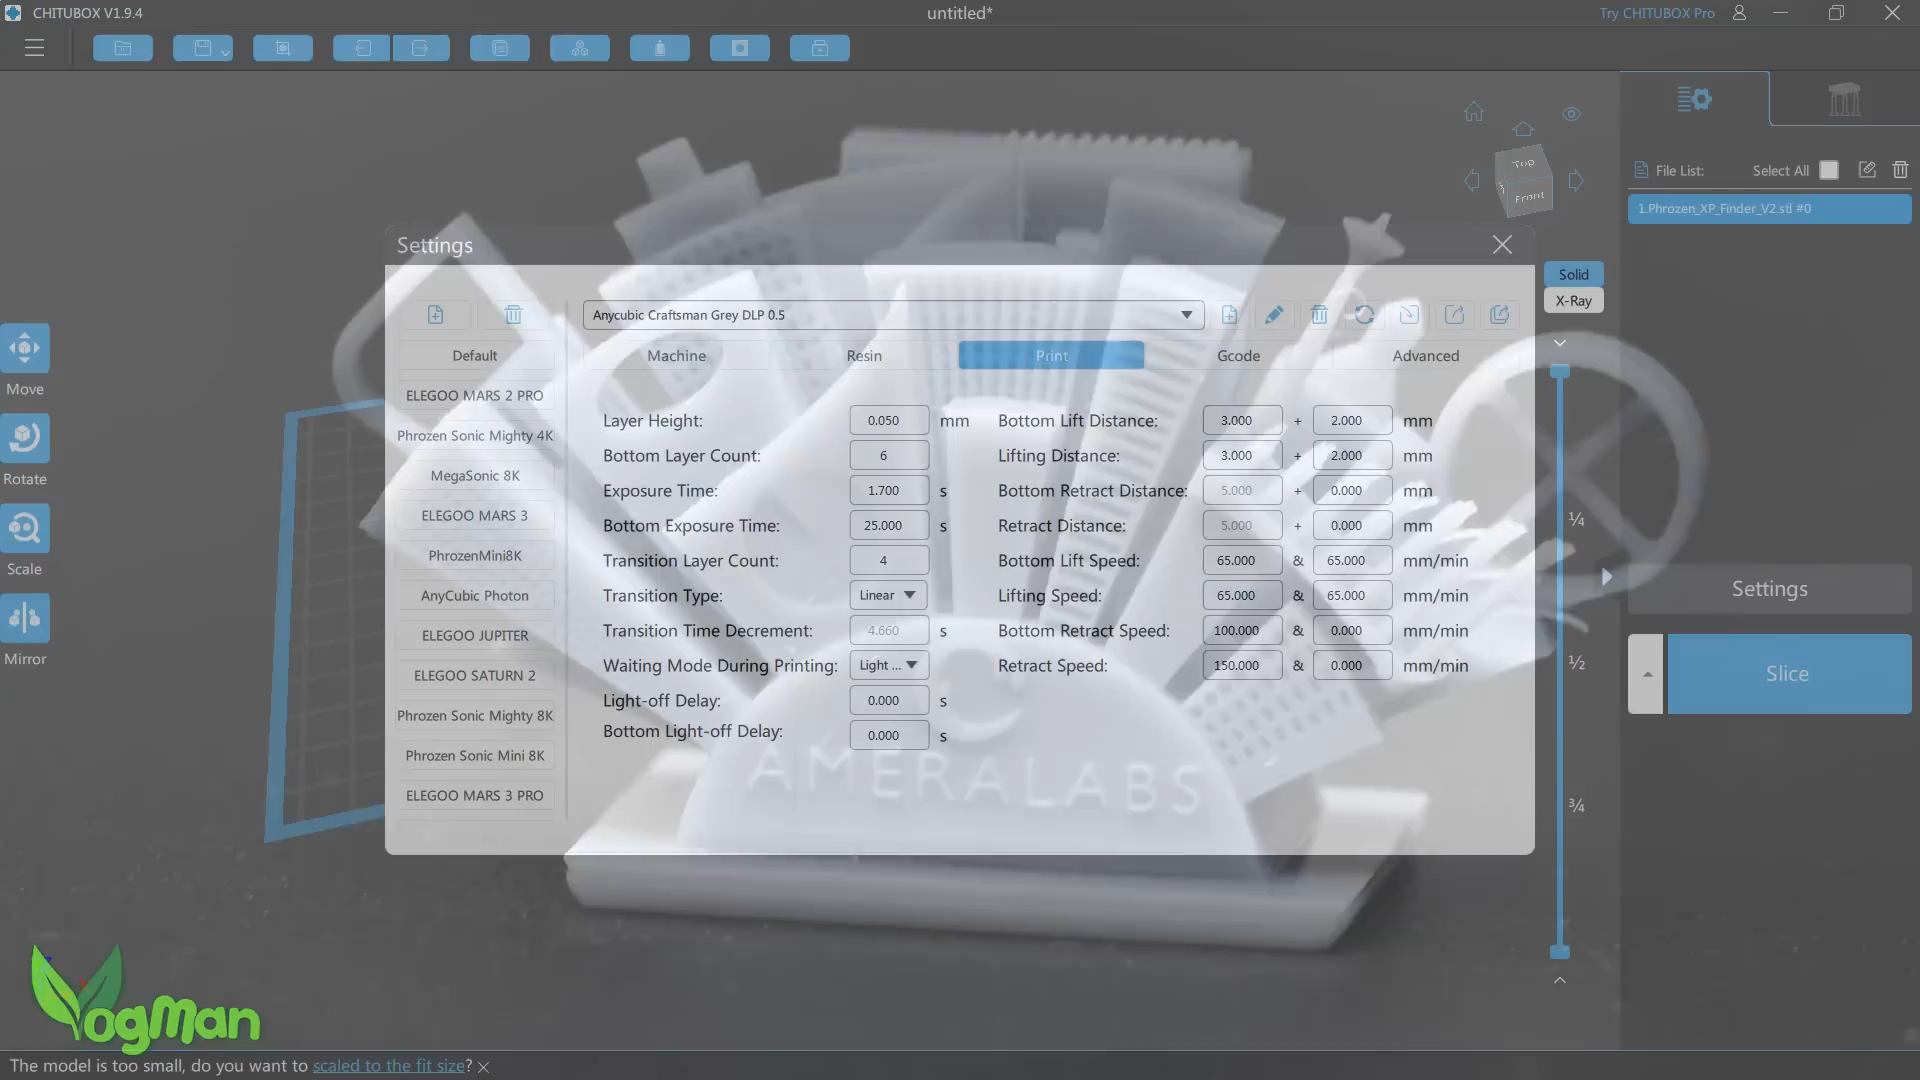 CHITUBOX V1.9.4
untitled*
Try CHITUBOX Pro
Top
Front
File List:
Select All
1.Phrozen_XP_Finder_V2.stl #0
Settings
Solid
X-Ray
Anycubic Craftsman Grey DLP 0.5
Machine
Resin
Print
Gcode
Advanced
Default
ELEGOO MARS 2 PRO
Phrozen Sonic Mighty 4K
MegaSonic 8K
ELEGOO MARS 3
PhrozenMini8K
AnyCubic Photon
ELEGOO JUPITER
ELEGOO SATURN 2
Phrozen Sonic Mighty 8K
Phrozen Sonic Mini 8K
ELEGOO MARS 3 PRO
Layer Height: 0.050 mm
Bottom Layer Count: 6
Exposure Time: 1.700 s
Bottom Exposure Time: 25.000 s
Transition Layer Count: 4
Transition Type: Linear
Transition Time Decrement: 4.660 s
Waiting Mode During Printing: Light ...
Light-off Delay: 0.000 s
Bottom Light-off Delay: 0.000 s
Bottom Lift Distance: 3.000 + 2.000 mm
Lifting Distance: 3.000 + 2.000 mm
Bottom Retract Distance: 5.000 + 0.000 mm
Retract Distance: 5.000 + 0.000 mm
Bottom Lift Speed: 65.000 & 65.000 mm/min
Lifting Speed: 65.000 & 65.000 mm/min
Bottom Retract Speed: 100.000 & 0.000 mm/min
Retract Speed: 150.000 & 0.000 mm/min
Move
Rotate
Scale
Mirror
¼
½
¾
Settings
Slice
AMERALABS
VogMan
The model is too small, do you want to scaled to the fit size?